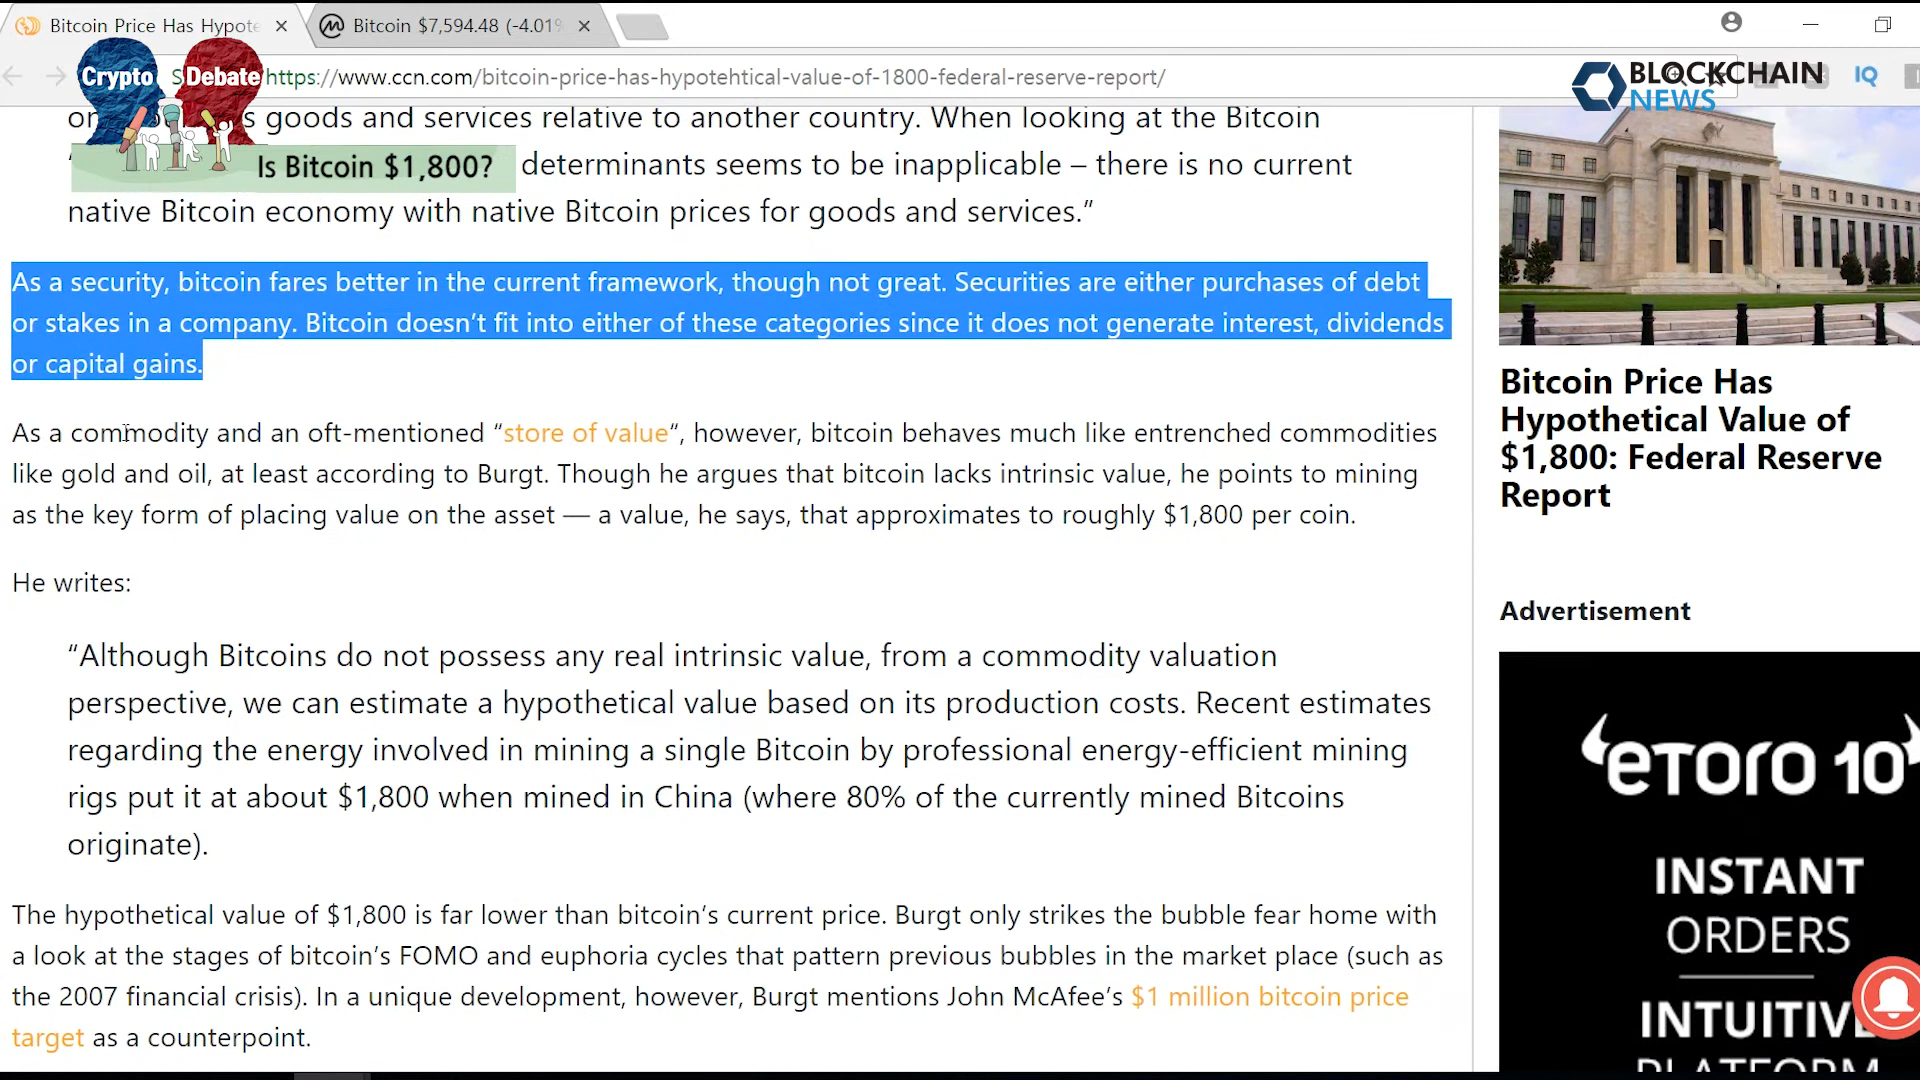 Bitcoin Price Has Hypote
Bitcoin $7,594.48 (-4.01%
Crypto Debate
https://www.ccn.com/bitcoin-price-has-hypotehtical-value-of-1800-federal-reserve-report/
BLOCKCHAIN
NEWS
IQ
goods and services relative to another country. When looking at the Bitcoin
Is Bitcoin $1,800?
determinants seems to be inapplicable – there is no current
native Bitcoin economy with native Bitcoin prices for goods and services.”
As a security, bitcoin fares better in the current framework, though not great. Securities are either purchases of debt
or stakes in a company. Bitcoin doesn’t fit into either of these categories since it does not generate interest, dividends
or capital gains.
As a commodity and an oft-mentioned “store of value“, however, bitcoin behaves much like entrenched commodities
like gold and oil, at least according to Burgt. Though he argues that bitcoin lacks intrinsic value, he points to mining
as the key form of placing value on the asset — a value, he says, that approximates to roughly $1,800 per coin.
He writes:
“Although Bitcoins do not possess any real intrinsic value, from a commodity valuation
perspective, we can estimate a hypothetical value based on its production costs. Recent estimates
regarding the energy involved in mining a single Bitcoin by professional energy-efficient mining
rigs put it at about $1,800 when mined in China (where 80% of the currently mined Bitcoins
originate).
The hypothetical value of $1,800 is far lower than bitcoin’s current price. Burgt only strikes the bubble fear home with
a look at the stages of bitcoin’s FOMO and euphoria cycles that pattern previous bubbles in the market place (such as
the 2007 financial crisis). In a unique development, however, Burgt mentions John McAfee’s $1 million bitcoin price
target as a counterpoint.
Bitcoin Price Has
Hypothetical Value of
$1,800: Federal Reserve
Report
Advertisement
eToro 10
INSTANT
ORDERS
INTUITIVE
PLATFORM